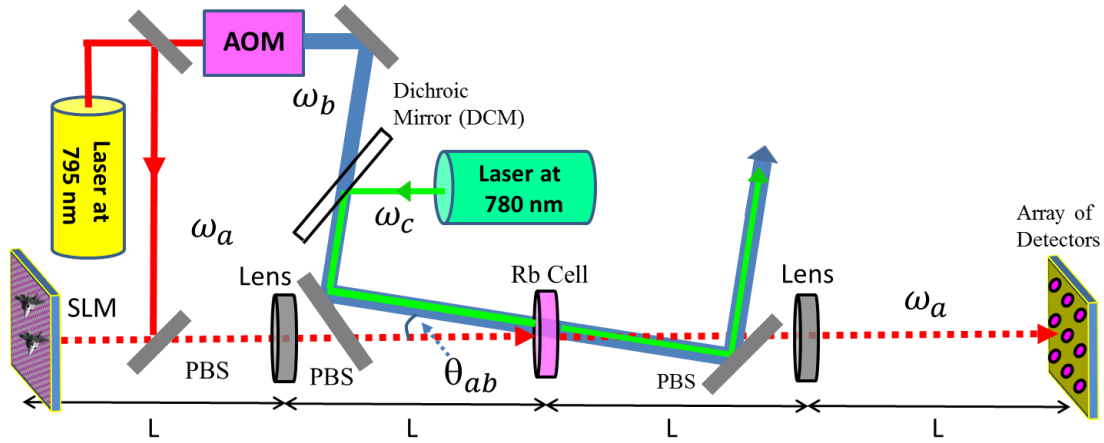 AOM
ω_b
Dichroic
Mirror (DCM)
Laser at
795 nm
Laser at
780 nm
ω_c
ω_a
Array of
Detectors
SLM
Lens
Rb Cell
Lens
ω_a
PBS
PBS
θ_ab
PBS
L
L
L
L